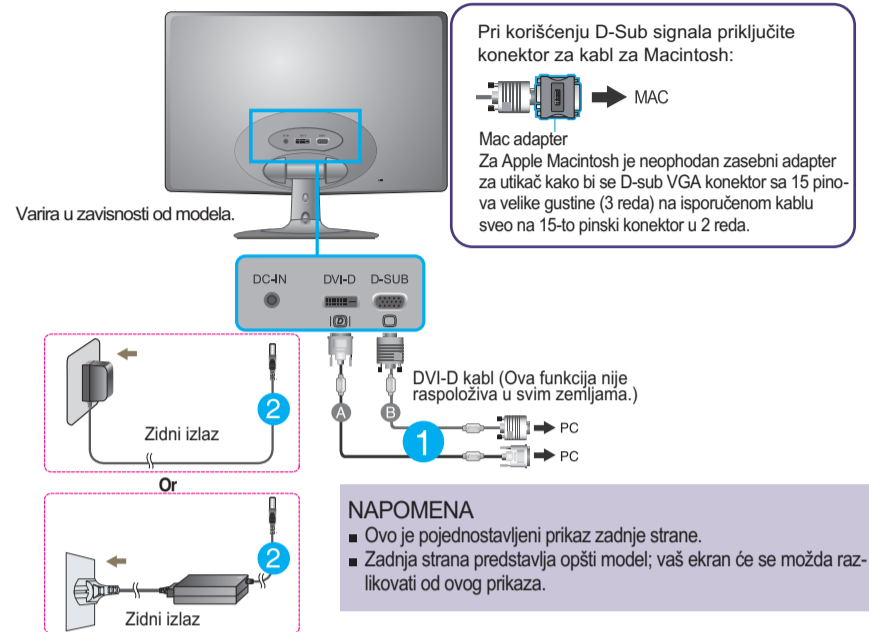 Pri korišćenju D-Sub signala priključite
konektor za kabl za Macintosh:
MAC
Mac adapter
Za Apple Macintosh je neophodan zasebni adapter
za utikač kako bi se D-sub VGA konektor sa 15 pino-
va velike gustine (3 reda) na isporučenom kablu
sveo na 15-to pinski konektor u 2 reda.
Varira u zavisnosti od modela.
DC-IN DVI-D D-SUB
D
DVI-D kabl (Ova funkcija nije
raspoloživa u svim zemljama.)
A B
1
PC
PC
2
Zidni izlaz
Or
2
Zidni izlaz
NAPOMENA
■ Ovo je pojednostavljeni prikaz zadnje strane.
■ Zadnja strana predstavlja opšti model; vaš ekran će se možda raz-
likovati od ovog prikaza.